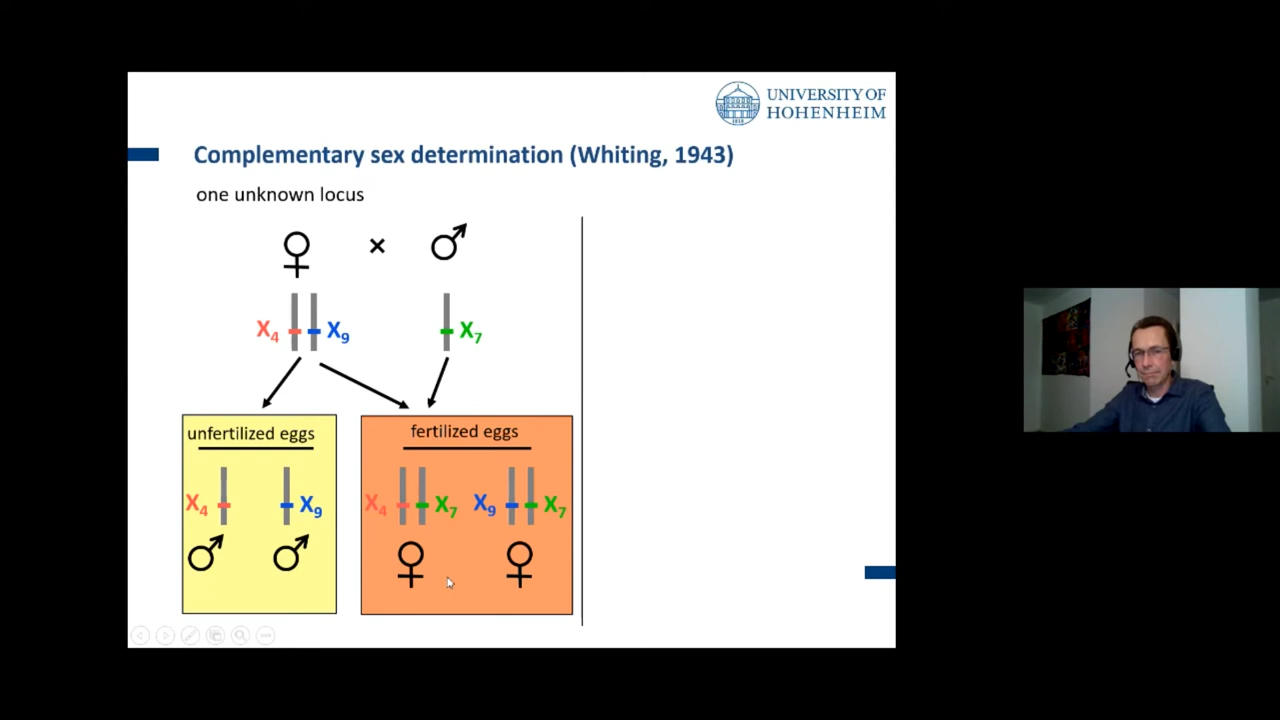 UNIVERSITY OF
HOHENHEIM
1818
Complementary sex determination (Whiting, 1943)
one unknown locus
♀ × ♂
X4 X9 X7
unfertilized eggs
fertilized eggs
X4 X9 X4 X7 X9 X7
♂ ♂ ♀ ♀